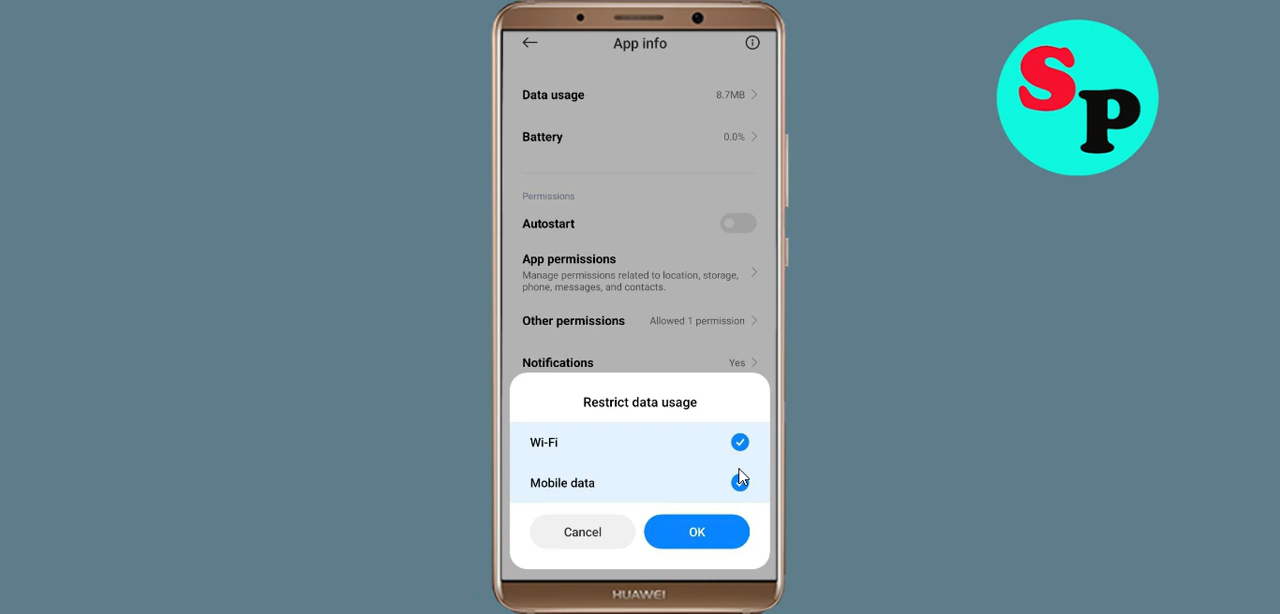 App info
Data usage 8.7MB
Battery 0.0%
Permissions
Autostart
App permissions
Manage permissions related to location, storage,
phone, messages, and contacts.
Other permissions Allowed 1 permission
Notifications Yes
Restrict data usage
Wi-Fi
Mobile data
Cancel OK
HUAWEI
SP